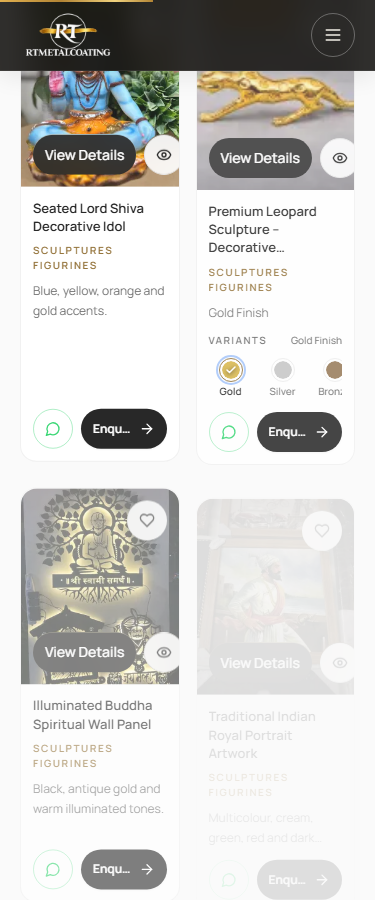 RT
RTMETALCOATING
View Details
Seated Lord Shiva
Decorative Idol
SCULPTURES
FIGURINES
Blue, yellow, orange and
gold accents.
Enqu...
View Details
Premium Leopard
Sculpture –
Decorative...
SCULPTURES
FIGURINES
Gold Finish
VARIANTS Gold Finish
Gold Silver Bronz
Enqu...
॥ श्री स्वामी समर्थ ॥
View Details
Illuminated Buddha
Spiritual Wall Panel
SCULPTURES
FIGURINES
Black, antique gold and
warm illuminated tones.
Enqu...
View Details
Traditional Indian
Royal Portrait
Artwork
SCULPTURES
FIGURINES
Multicolour, cream,
green, red and dark.
Enqu...